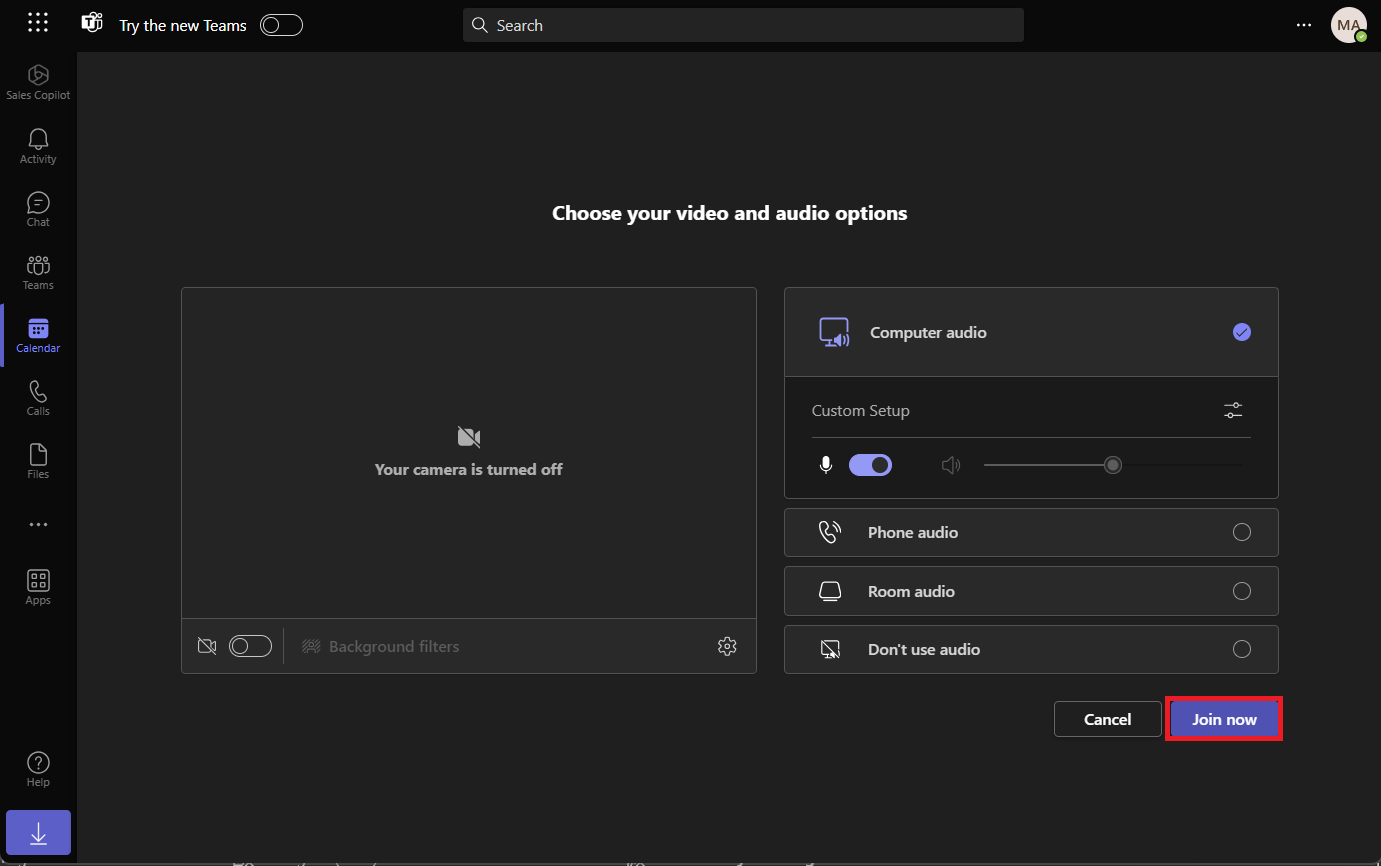 Try the new Teams
Search
MA
Sales Copilot
Activity
Chat
Teams
Calendar
Calls
Files
Apps
Help
Choose your video and audio options
Your camera is turned off
Background filters
Computer audio
Custom Setup
Phone audio
Room audio
Don't use audio
Cancel
Join now